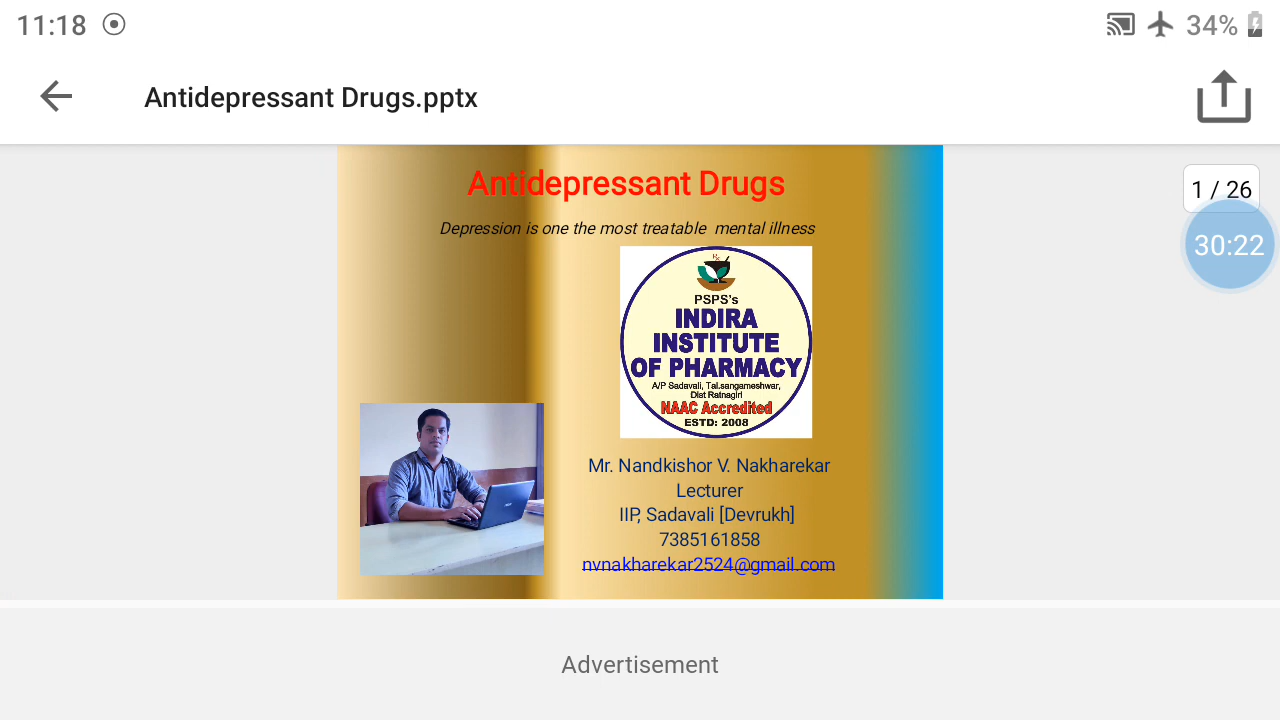 11:18
34%
Antidepressant Drugs.pptx
Antidepressant Drugs
1 / 26
Depression is one the most treatable mental illness
30:22
Rx
PSPS's
INDIRA
INSTITUTE
OF PHARMACY
A/P Sadavali, Tal.sangameshwar,
Dist Ratnagiri
NAAC Accredited
ESTD: 2008
Mr. Nandkishor V. Nakharekar
Lecturer
IIP, Sadavali [Devrukh]
7385161858
nvnakharekar2524@gmail.com
Advertisement